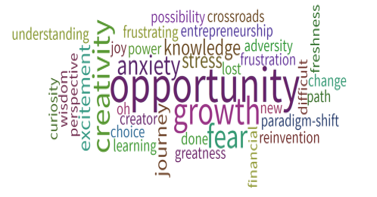 possibility crossroads
understanding frustrating entrepreneurship
joy power knowledge adversity
freshness
creativity
excitement
perspective
wisdom
curiosity
anxiety stress lost frustration
opportunity
difficult
change
path
oh growth new
creator
journey
choice done fear paradigm-shift
learning greatness
financial
reinvention